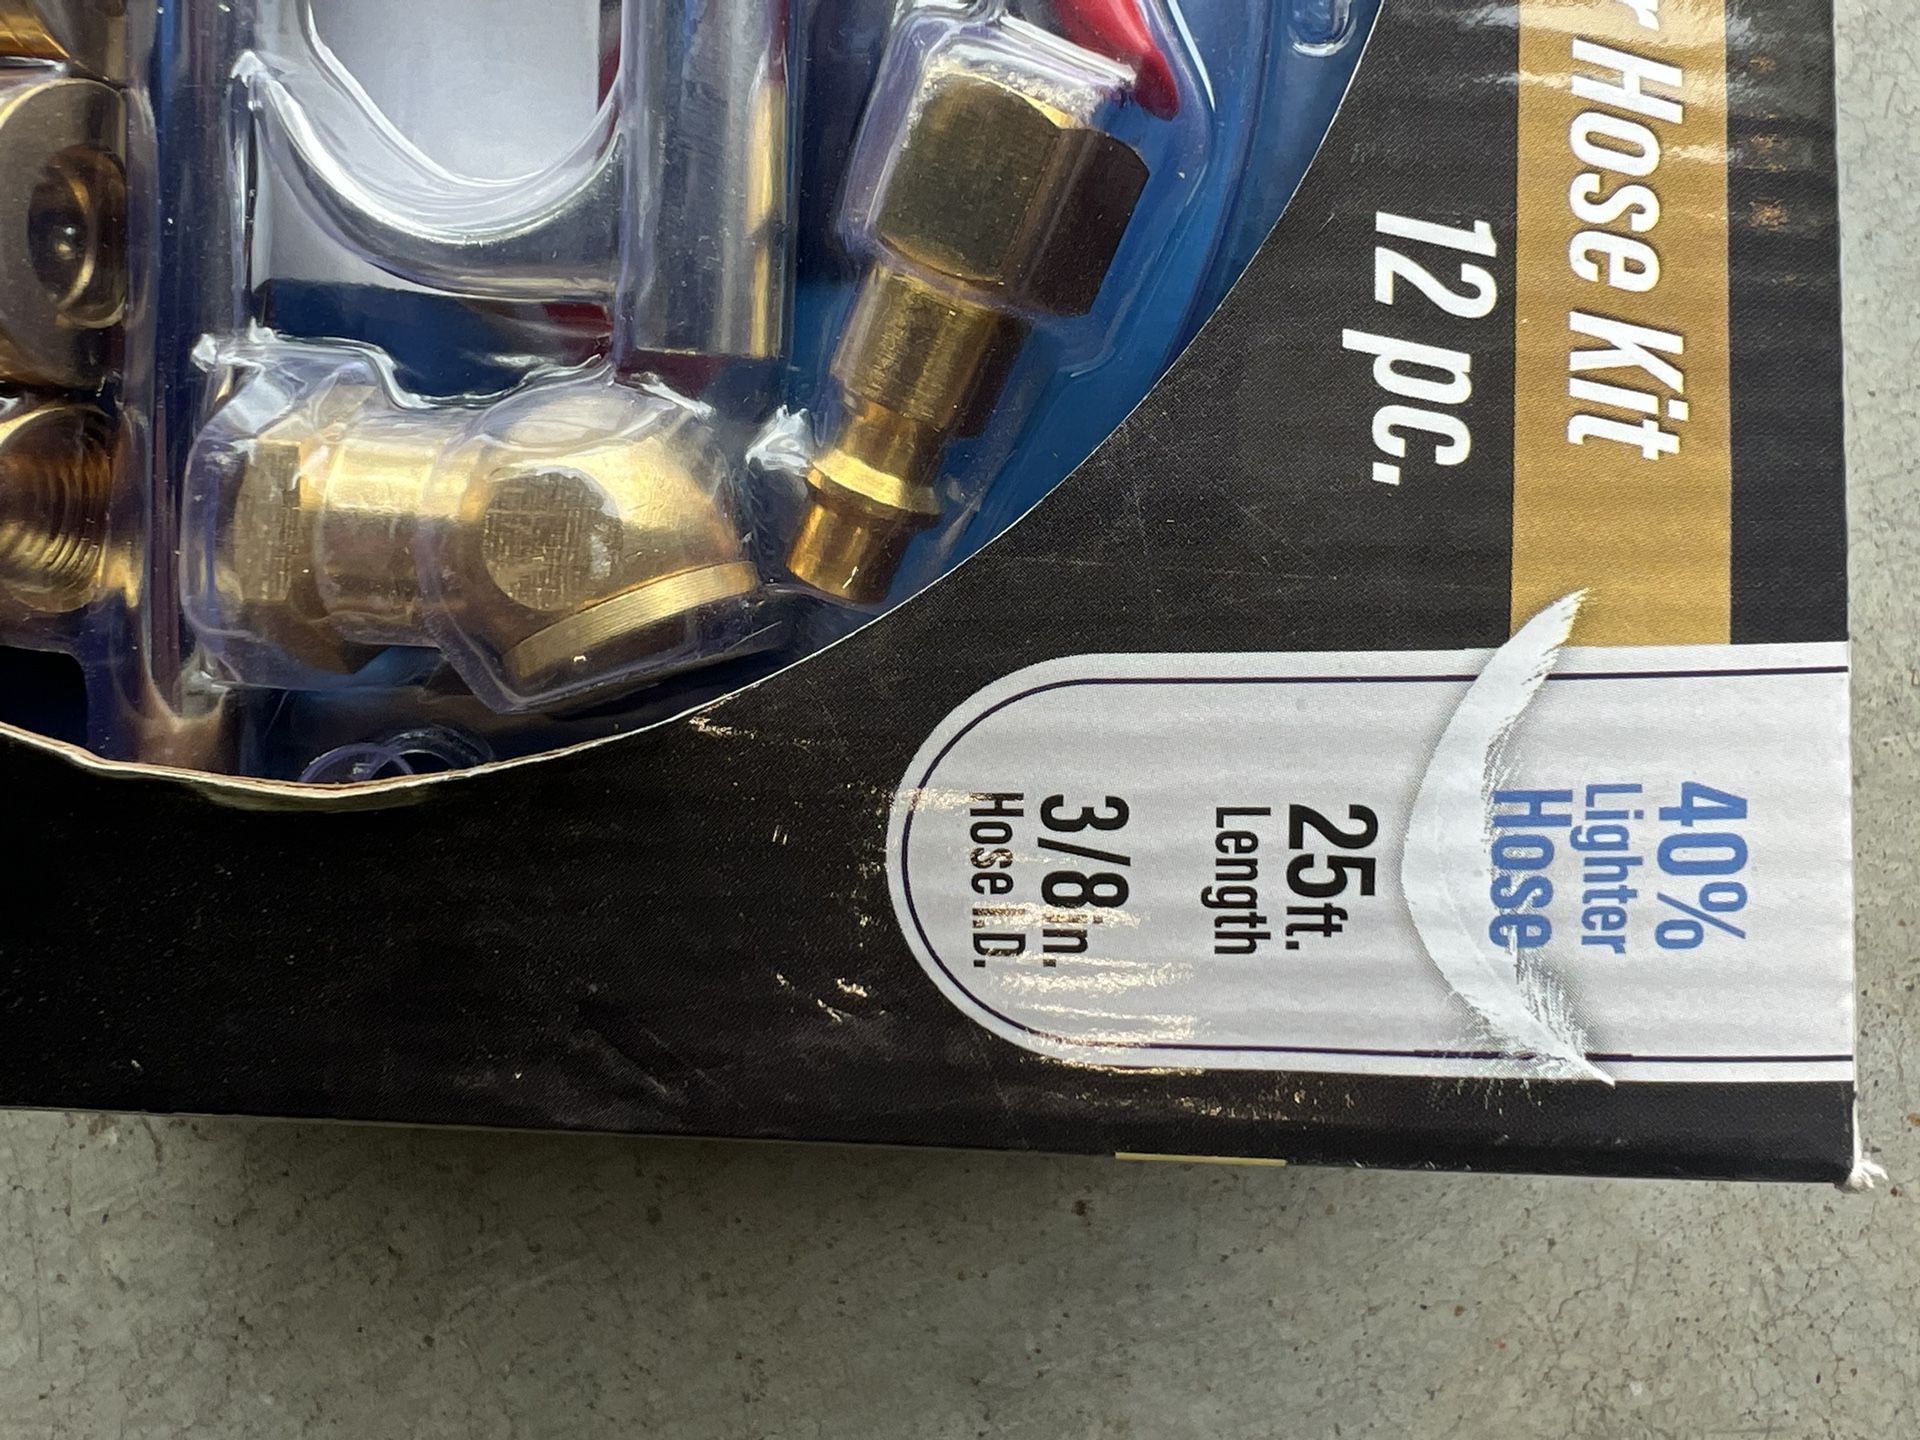 r Hose Kit
12 pc.
40%
Lighter
Hose
25ft.
Length
3/8in.
Hose I.D.